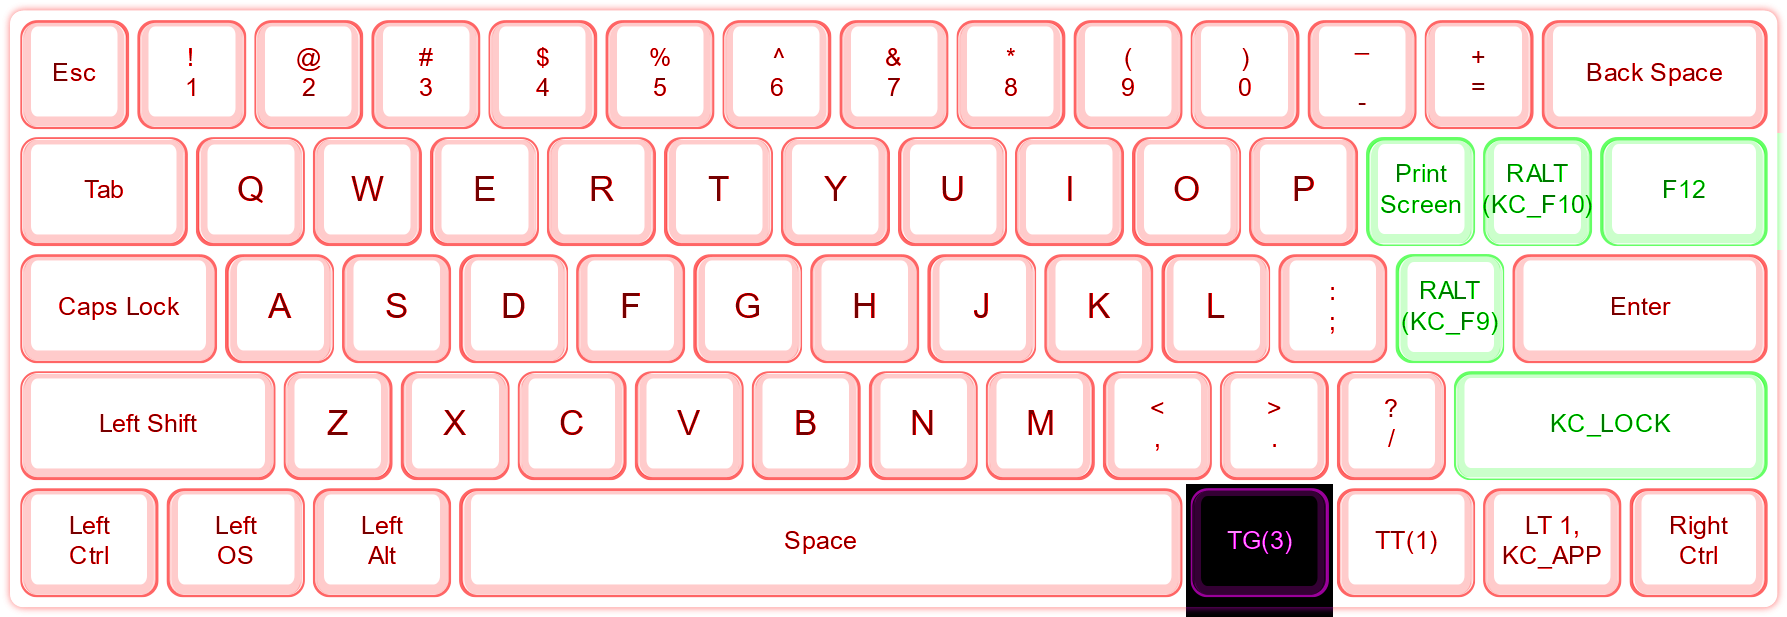 Esc ! @ # $ % ^ & * ( ) _ + Back Space
1 2 3 4 5 6 7 8 9 0 - =
Tab Q W E R T Y U I O P Print RALT F12
Screen (KC_F10)
Caps Lock A S D F G H J K L : RALT Enter
; (KC_F9)
Left Shift Z X C V B N M < > ? KC_LOCK
, . /
Left Left Left Space TG(3) TT(1) LT 1, Right
Ctrl OS Alt KC_APP Ctrl